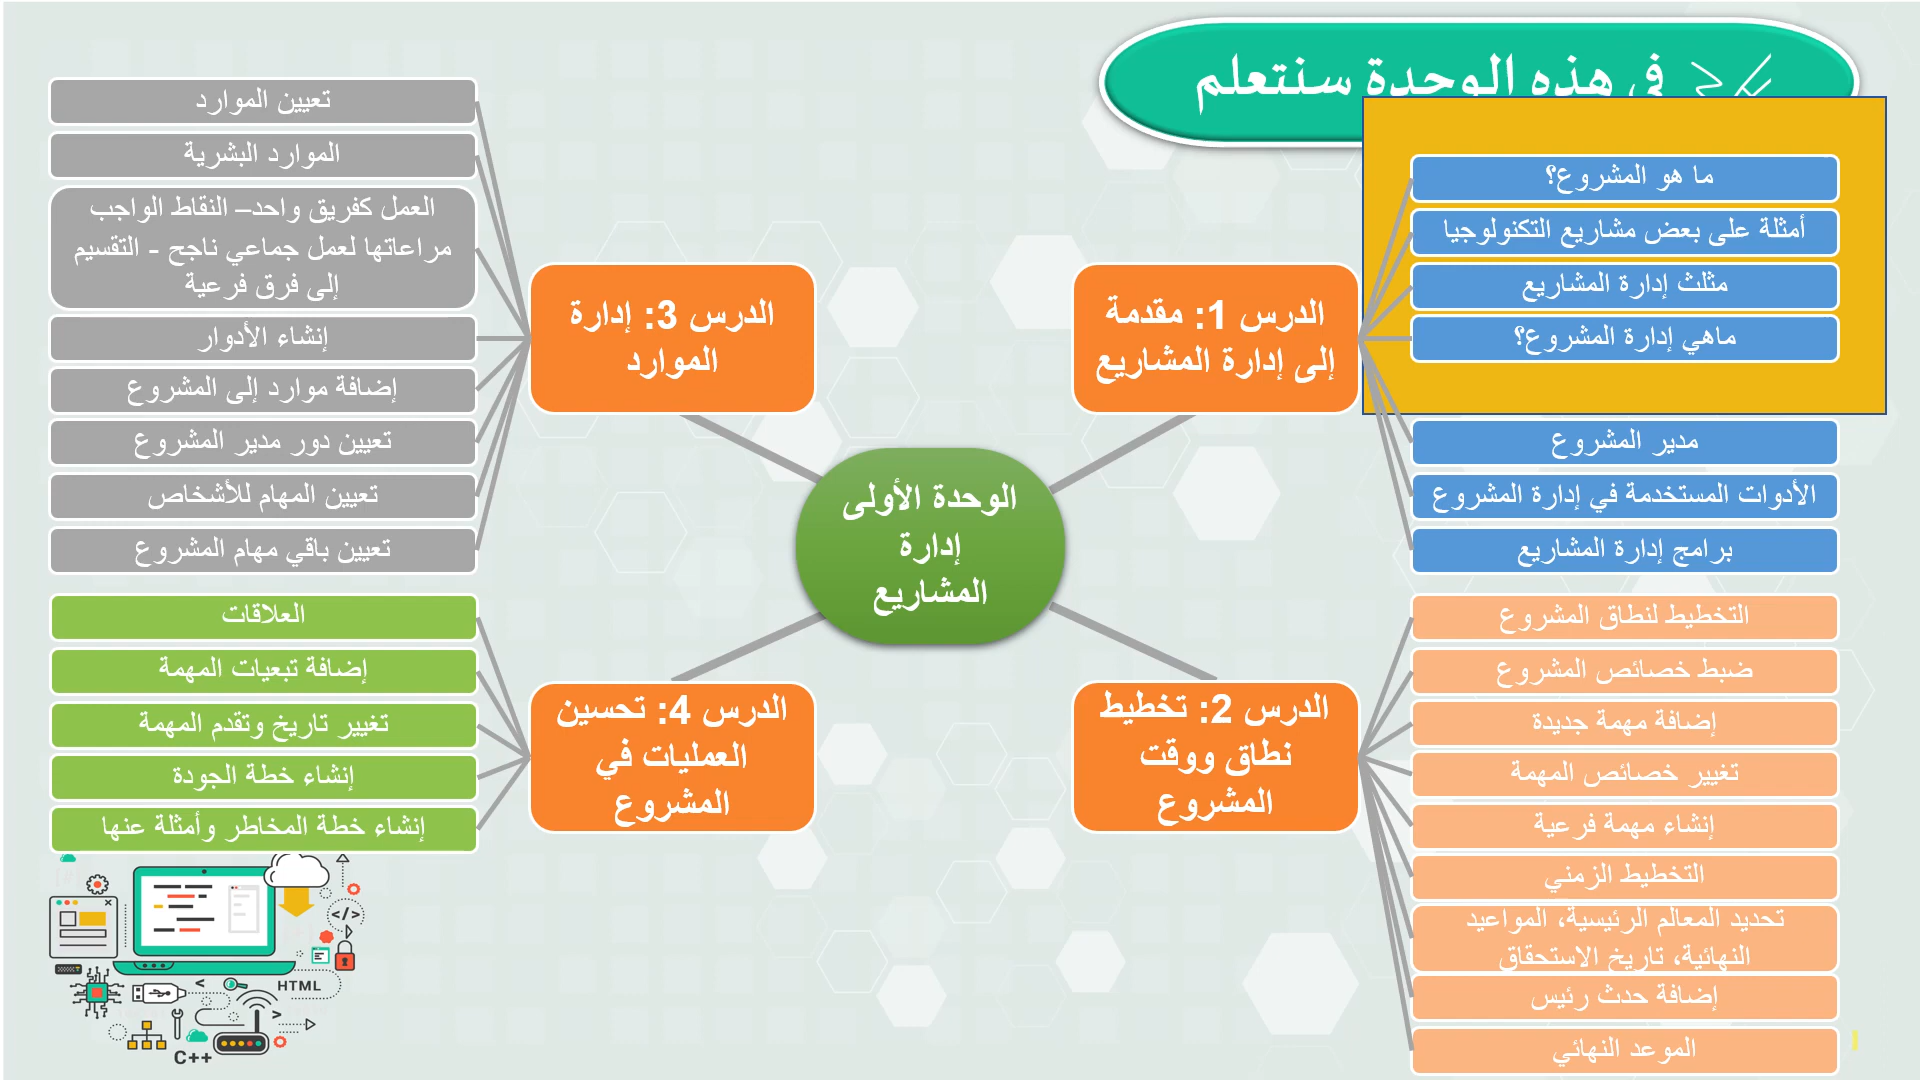 في هذه الوحدة سنتعلم
الوحدة الأولى
إدارة
المشاريع
الدرس 1: مقدمة
إلى إدارة المشاريع
ما هو المشروع؟
أمثلة على بعض مشاريع التكنولوجيا
مثلث إدارة المشاريع
ماهي إدارة المشروع؟
مدير المشروع
الأدوات المستخدمة في إدارة المشروع
برامج إدارة المشاريع
الدرس 2: تخطيط
نطاق ووقت
المشروع
التخطيط لنطاق المشروع
ضبط خصائص المشروع
إضافة مهمة جديدة
تغيير خصائص المهمة
إنشاء مهمة فرعية
التخطيط الزمني
تحديد المعالم الرئيسية، المواعيد
النهائية، تاريخ الاستحقاق
إضافة حدث رئيس
الموعد النهائي
الدرس 3: إدارة
الموارد
تعيين الموارد
الموارد البشرية
العمل كفريق واحد– النقاط الواجب
مراعاتها لعمل جماعي ناجح - التقسيم
إلى فرق فرعية
إنشاء الأدوار
إضافة موارد إلى المشروع
تعيين دور مدير المشروع
تعيين المهام للأشخاص
تعيين باقي مهام المشروع
الدرس 4: تحسين
العمليات في
المشروع
العلاقات
إضافة تبعيات المهمة
تغيير تاريخ وتقدم المهمة
إنشاء خطة الجودة
إنشاء خطة المخاطر وأمثلة عنها
</>
HTML
C++
1